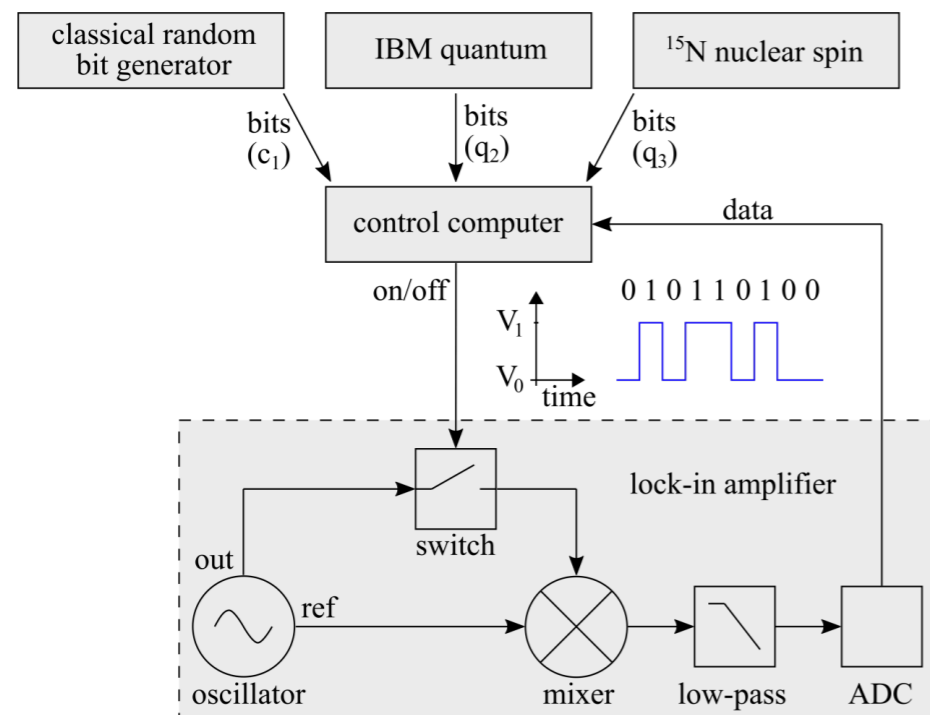 classical random
bit generator
IBM quantum
¹⁵N nuclear spin
bits
(c₁)
bits
(q₂)
bits
(q₃)
control computer
data
on/off
0 1 0 1 1 0 1 0 0
V₁
V₀
time
lock-in amplifier
switch
out
ref
oscillator
mixer
low-pass
ADC